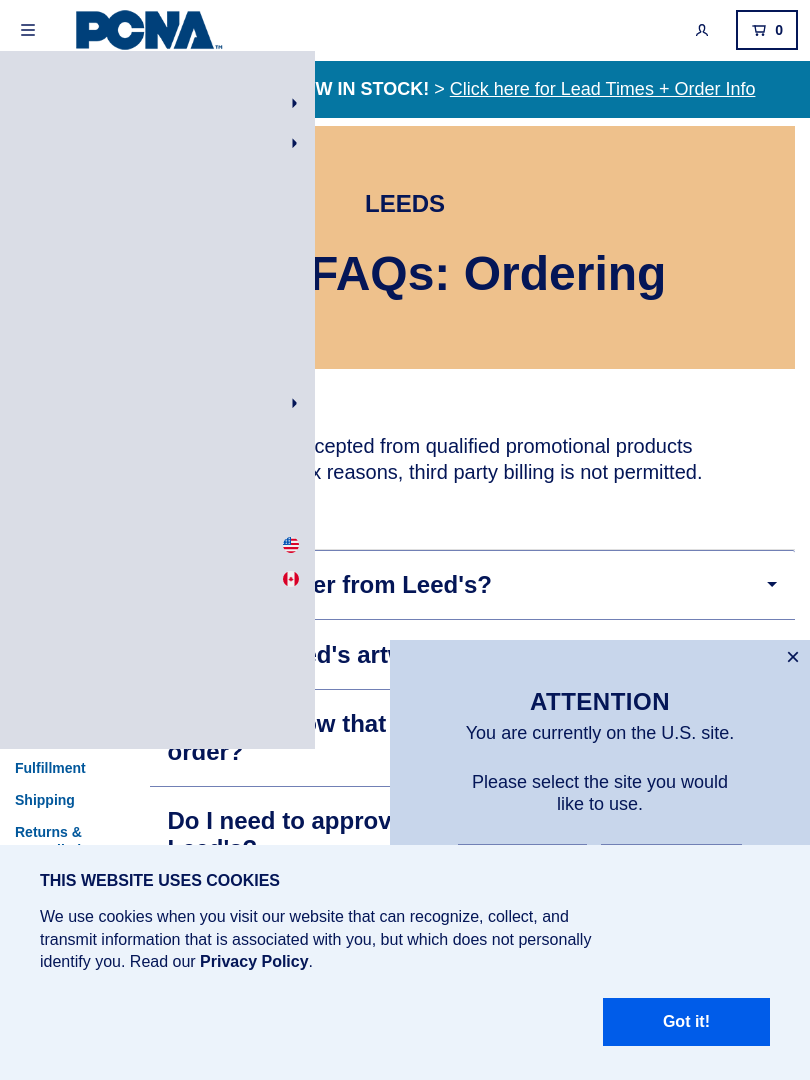 PCNA™
0
W IN STOCK! > Click here for Lead Times + Order Info
LEEDS
FAQs: Ordering
cepted from qualified promotional products
x reasons, third party billing is not permitted.
er from Leed's?
ed's artw
ow that
order?
Do I need to approv
Fulfillment
Shipping
Returns &
×
ATTENTION
You are currently on the U.S. site.
Please select the site you would
like to use.
THIS WEBSITE USES COOKIES
We use cookies when you visit our website that can recognize, collect, and
transmit information that is associated with you, but which does not personally
identify you. Read our Privacy Policy.
Got it!